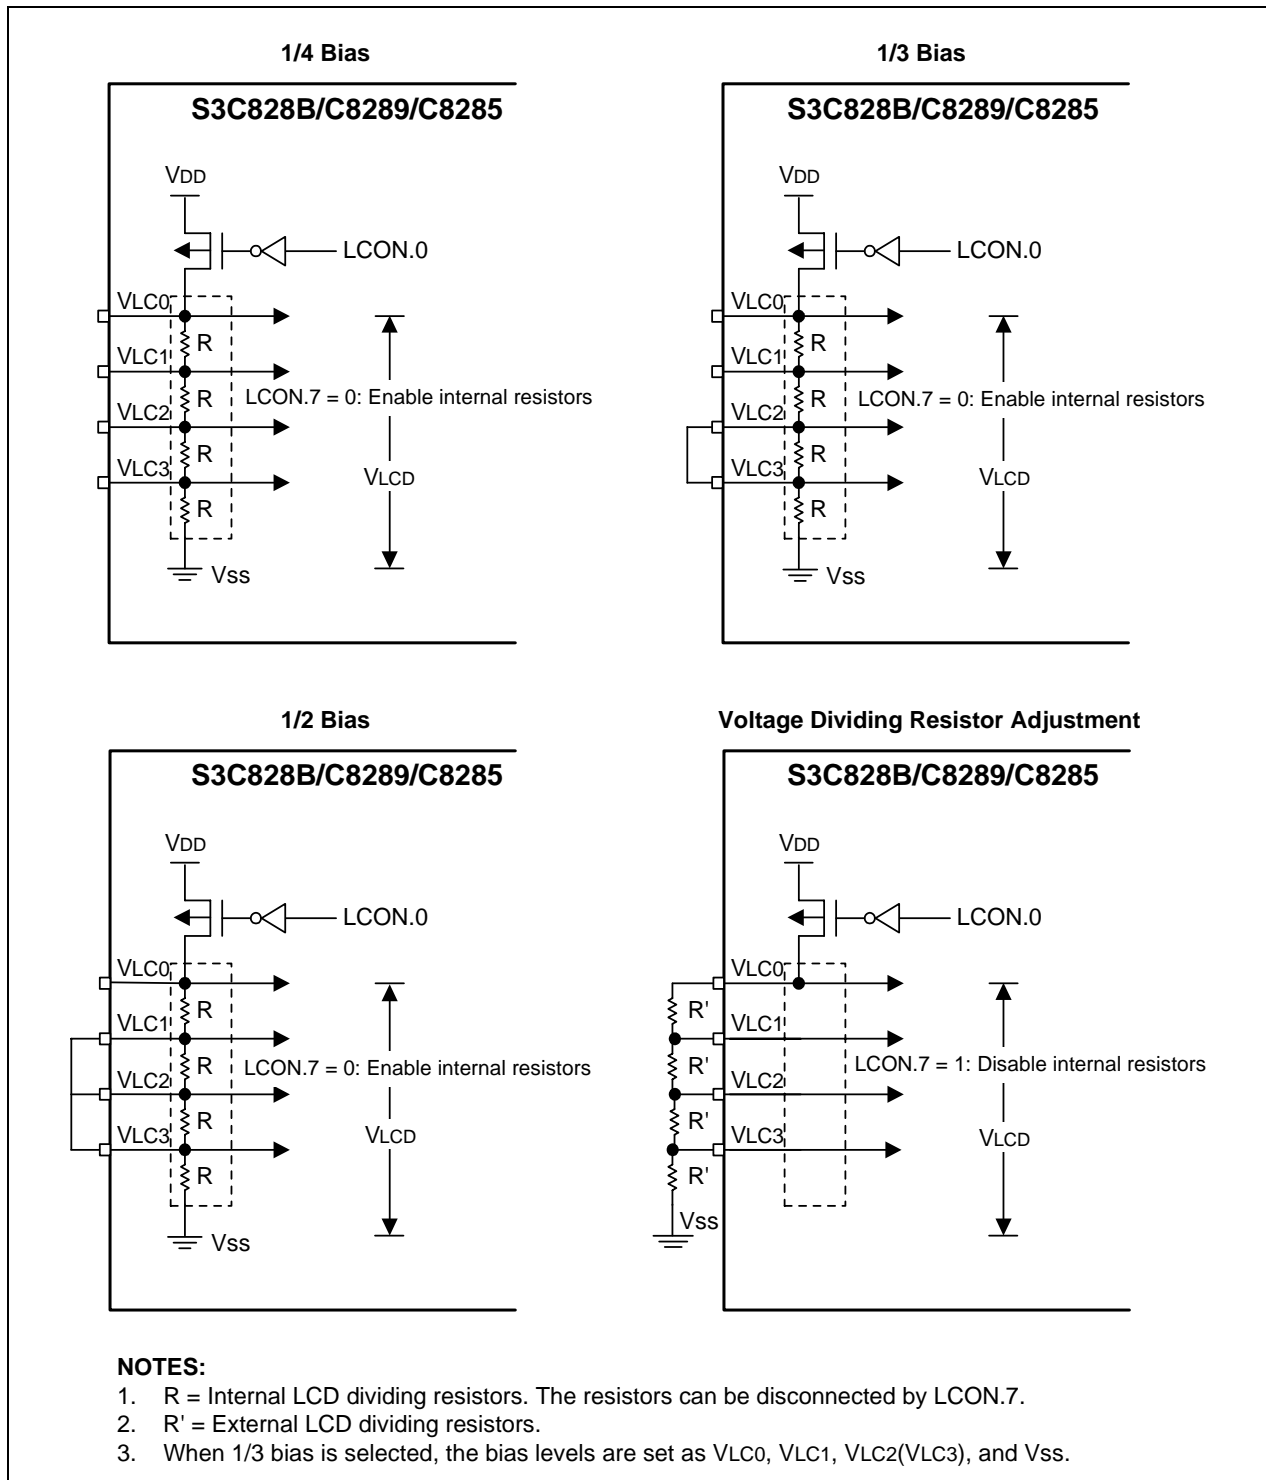 1/4 Bias
S3C828B/C8289/C8285
VDD
LCON.0
VLC0
R
VLC1
R
LCON.7 = 0: Enable internal resistors
VLC2
R
VLC3
VLCD
R
Vss
1/3 Bias
S3C828B/C8289/C8285
VDD
LCON.0
VLC0
R
VLC1
R
LCON.7 = 0: Enable internal resistors
VLC2
R
VLC3
VLCD
R
Vss
1/2 Bias
S3C828B/C8289/C8285
VDD
LCON.0
VLC0
R
VLC1
R
LCON.7 = 0: Enable internal resistors
VLC2
R
VLC3
VLCD
R
Vss
Voltage Dividing Resistor Adjustment
S3C828B/C8289/C8285
VDD
LCON.0
VLC0
R'
VLC1
R'
LCON.7 = 1: Disable internal resistors
VLC2
R'
VLC3
VLCD
R'
Vss
NOTES:
1. R = Internal LCD dividing resistors. The resistors can be disconnected by LCON.7.
2. R' = External LCD dividing resistors.
3. When 1/3 bias is selected, the bias levels are set as VLC0, VLC1, VLC2(VLC3), and Vss.